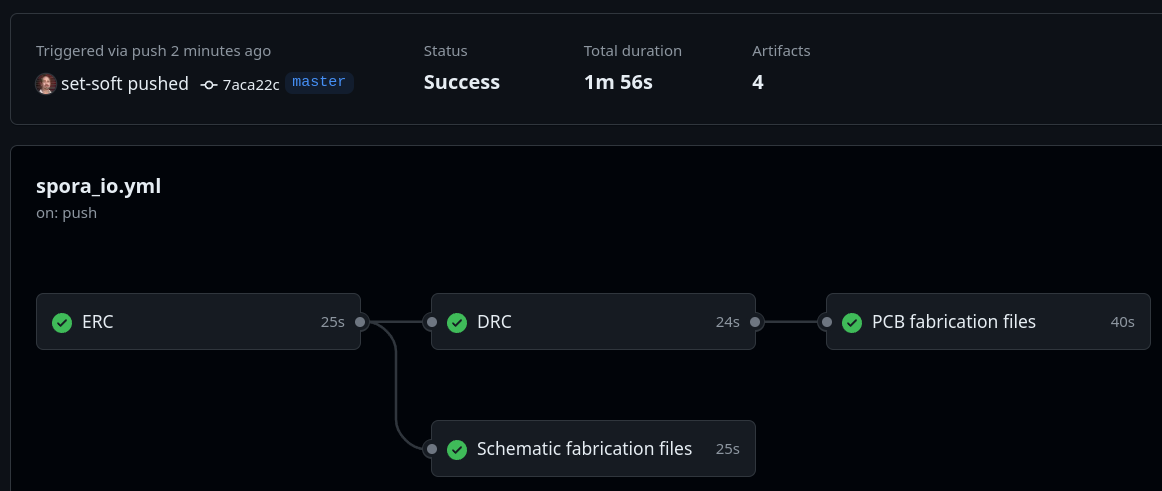 Triggered via push 2 minutes ago
Status
Total duration
Artifacts
set-soft pushed 7aca22c master
Success
1m 56s
4
spora_io.yml
on: push
ERC 25s
DRC 24s
PCB fabrication files 40s
Schematic fabrication files 25s